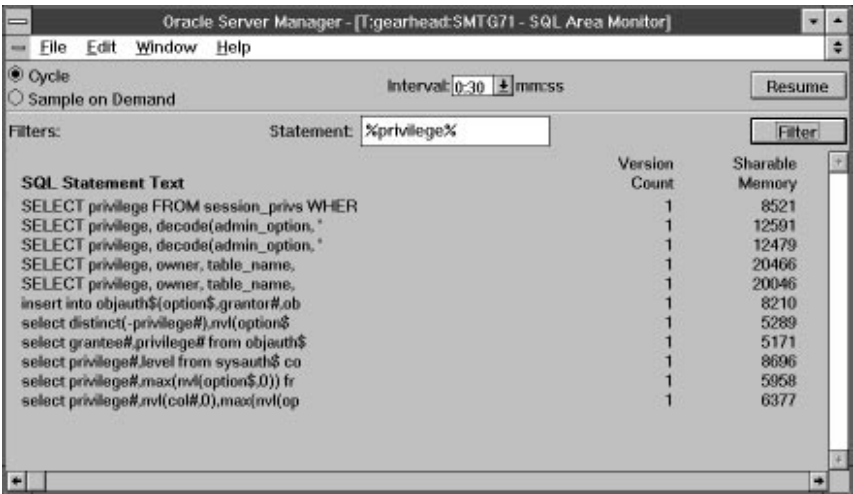 Oracle Server Manager - [T:gearhead:SMTG71 - SQL Area Monitor]
File Edit Window Help
Cycle
Sample on Demand
Interval: 0:30 mm:ss
Resume
Filters: Statement: %privilege% Filter
SQL Statement Text Version Count Sharable Memory
SELECT privilege FROM session_privs WHER 1 8521
SELECT privilege, decode(admin_option, ' 1 12591
SELECT privilege, decode(admin_option, ' 1 12479
SELECT privilege, owner, table_name, 1 20466
SELECT privilege, owner, table_name, 1 20046
insert into objauth$(option$,grantor#,ob 1 8210
select distinct(-privilege#),nvl(option$ 1 5289
select grantee#,privilege# from objauth$ 1 5171
select privilege#,level from sysauth$ co 1 8696
select privilege#,max(nvl(option$,0)) fr 1 5958
select privilege#,nvl(col#,0),max(nvl(op 1 6377